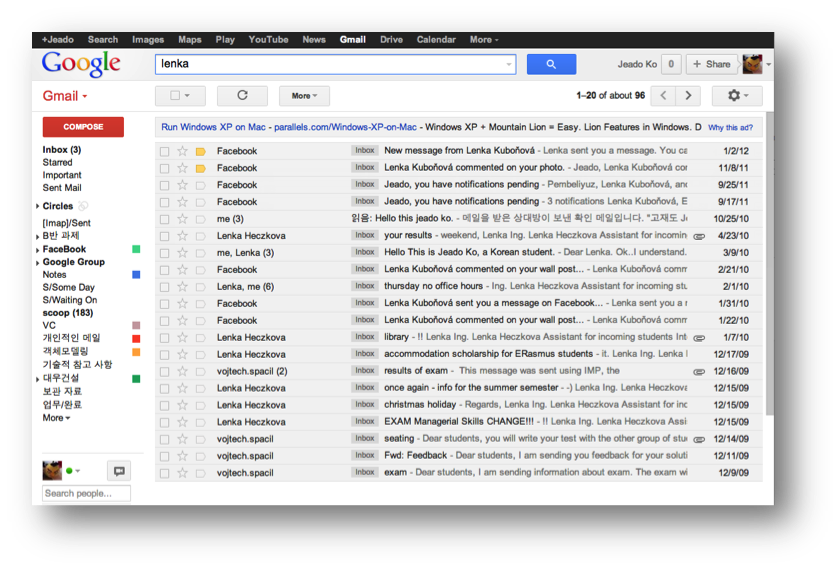 +Jeado Search Images Maps Play YouTube News Gmail Drive Calendar More
Google lenka Jeado Ko 0 + Share
Gmail More 1–20 of about 96
COMPOSE
Run Windows XP on Mac - parallels.com/Windows-XP-on-Mac - Windows XP + Mountain Lion = Easy. Lion Features in Windows. D Why this ad?
Inbox (3)
Starred
Important
Sent Mail
Circles
[Imap]/Sent
B반 과제
FaceBook
Google Group
Notes
S/Some Day
S/Waiting On
scoop (183)
VC
개인적인 메일
객체모델링
기술적 참고 사항
대우건설
보관 자료
업무/완료
More
Search people...
Facebook Inbox New message from Lenka Kuboňová - Lenka sent you a message. You ca 1/2/12
Facebook Inbox Lenka Kuboňová commented on your photo. - Jeado, Lenka Kuboňová cor 11/8/11
Facebook Inbox Jeado, you have notifications pending - Pembeliyuz, Lenka Kuboňová, and 9/25/11
Facebook Inbox Jeado, you have notifications pending - 3 notifications Lenka Kuboňová, E 9/17/11
me (3) 읽음: Hello this jeado ko. - 메일을 받은 상대방이 보낸 확인 메일입니다. "고재도 Je 10/25/10
Lenka Heczkova Inbox your results - weekend, Lenka Ing. Lenka Heczkova Assistant for incomin 4/23/10
me, Lenka (3) Inbox Hello This is Jeado Ko, a Korean student. - Dear Lenka. Ok..I understand. 3/9/10
Facebook Inbox Lenka Kuboňová commented on your wall post... - Lenka Kuboňová comm 2/21/10
Lenka, me (6) Inbox thursday no office hours - Ing. Lenka Heczkova Assistant for incoming stu 2/1/10
Facebook Inbox Lenka Kuboňová sent you a message on Facebook... - Lenka sent you a r 1/31/10
Facebook Inbox Lenka Kuboňová commented on your wall post... - Lenka Kuboňová comm 1/22/10
Lenka Heczkova Inbox library - !! Lenka Ing. Lenka Heczkova Assistant for incoming students Int 1/7/10
Lenka Heczkova Inbox accommodation scholarship for ERasmus students - it. Lenka Ing. Lenka I 12/17/09
vojtech.spacil (2) Inbox results of exam - This message was sent using IMP, the 12/16/09
Lenka Heczkova Inbox once again - info for the summer semester - -) Lenka Ing. Lenka Heczkova 12/15/09
Lenka Heczkova Inbox christmas holiday - Regards, Lenka Ing. Lenka Heczkova Assistant for inc 12/15/09
Lenka Heczkova Inbox EXAM Managerial Skills CHANGE!!! - !! Lenka Ing. Lenka Heczkova Assist 12/15/09
vojtech.spacil Inbox seating - Dear students, you will write your test with the other group of stu 12/14/09
vojtech.spacil Inbox Fwd: Feedback - Dear students, I am sending you feedback for your soluti 12/11/09
vojtech.spacil Inbox exam - Dear students, I am sending information about exam. The exam wi 12/9/09